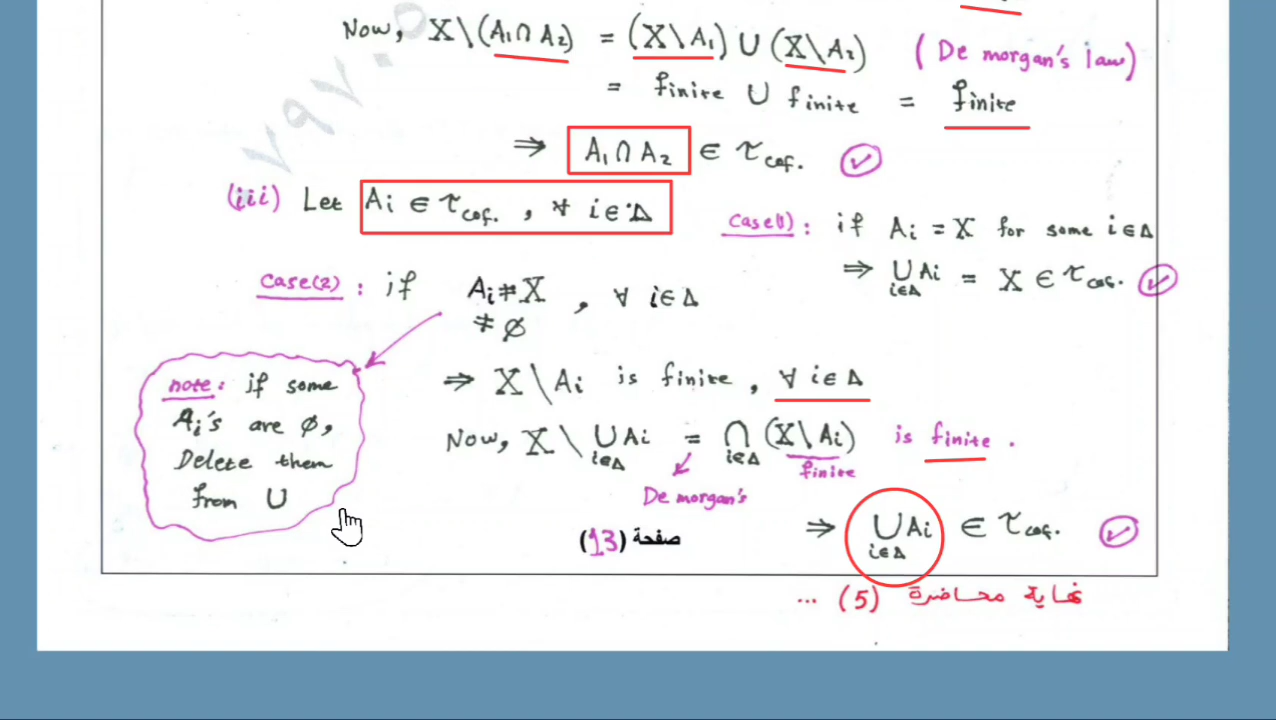 Now, X\(A₁∩A₂) = (X\A₁) ∪ (X\A₂) (De morgan's law)
= finite ∪ finite = finite
⇒ A₁∩A₂ ∈ τcof.
(iii) Let Ai ∈ τcof. , ∀ i∈Δ
case(1): if Ai = X for some i∈Δ
⇒ ∪ Ai = X ∈ τcof.
i∈Δ
case(2): if Ai≠X , ∀ i∈Δ
≠ ∅
note: if some
Ai's are ∅,
Delete them
from ∪
⇒ X\Ai is finite, ∀ i∈Δ
Now, X\ ∪ Ai = ∩ (X\Ai) is finite.
i∈Δ i∈Δ finite
De morgan's
⇒ ∪Ai ∈ τcof.
i∈Δ
صفحة (13)
نهاية محاضرة (5) ...